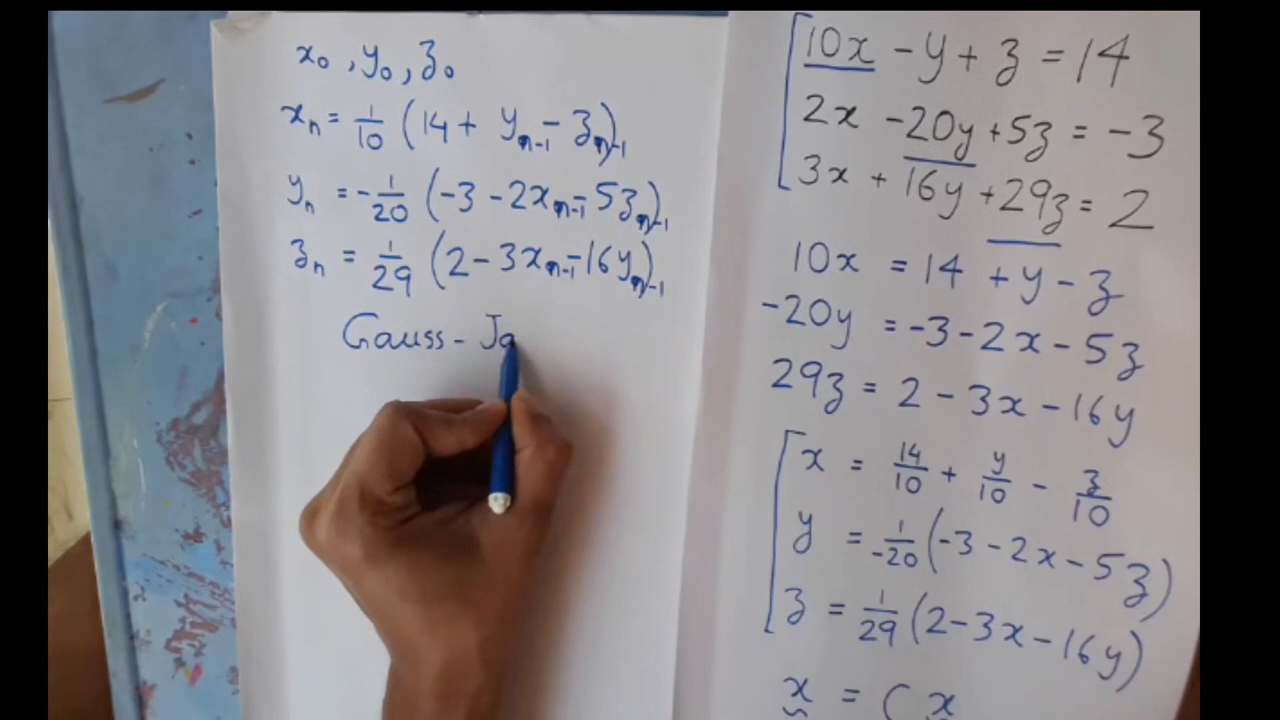 x₀, y₀, z₀
xₙ = 1/10 (14 + yₙ₋₁ - zₙ₋₁)
yₙ = -1/20 (-3 - 2xₙ₋₁ - 5zₙ₋₁)
zₙ = 1/29 (2 - 3xₙ₋₁ - 16yₙ₋₁)
Gauss - Ja
10x - y + z = 14
2x - 20y + 5z = -3
3x + 16y + 29z = 2
10x = 14 + y - z
-20y = -3 - 2x - 5z
29z = 2 - 3x - 16y
x = 14/10 + y/10 - z/10
y = 1/-20 (-3 - 2x - 5z)
z = 1/29 (2 - 3x - 16y)
x = ( x